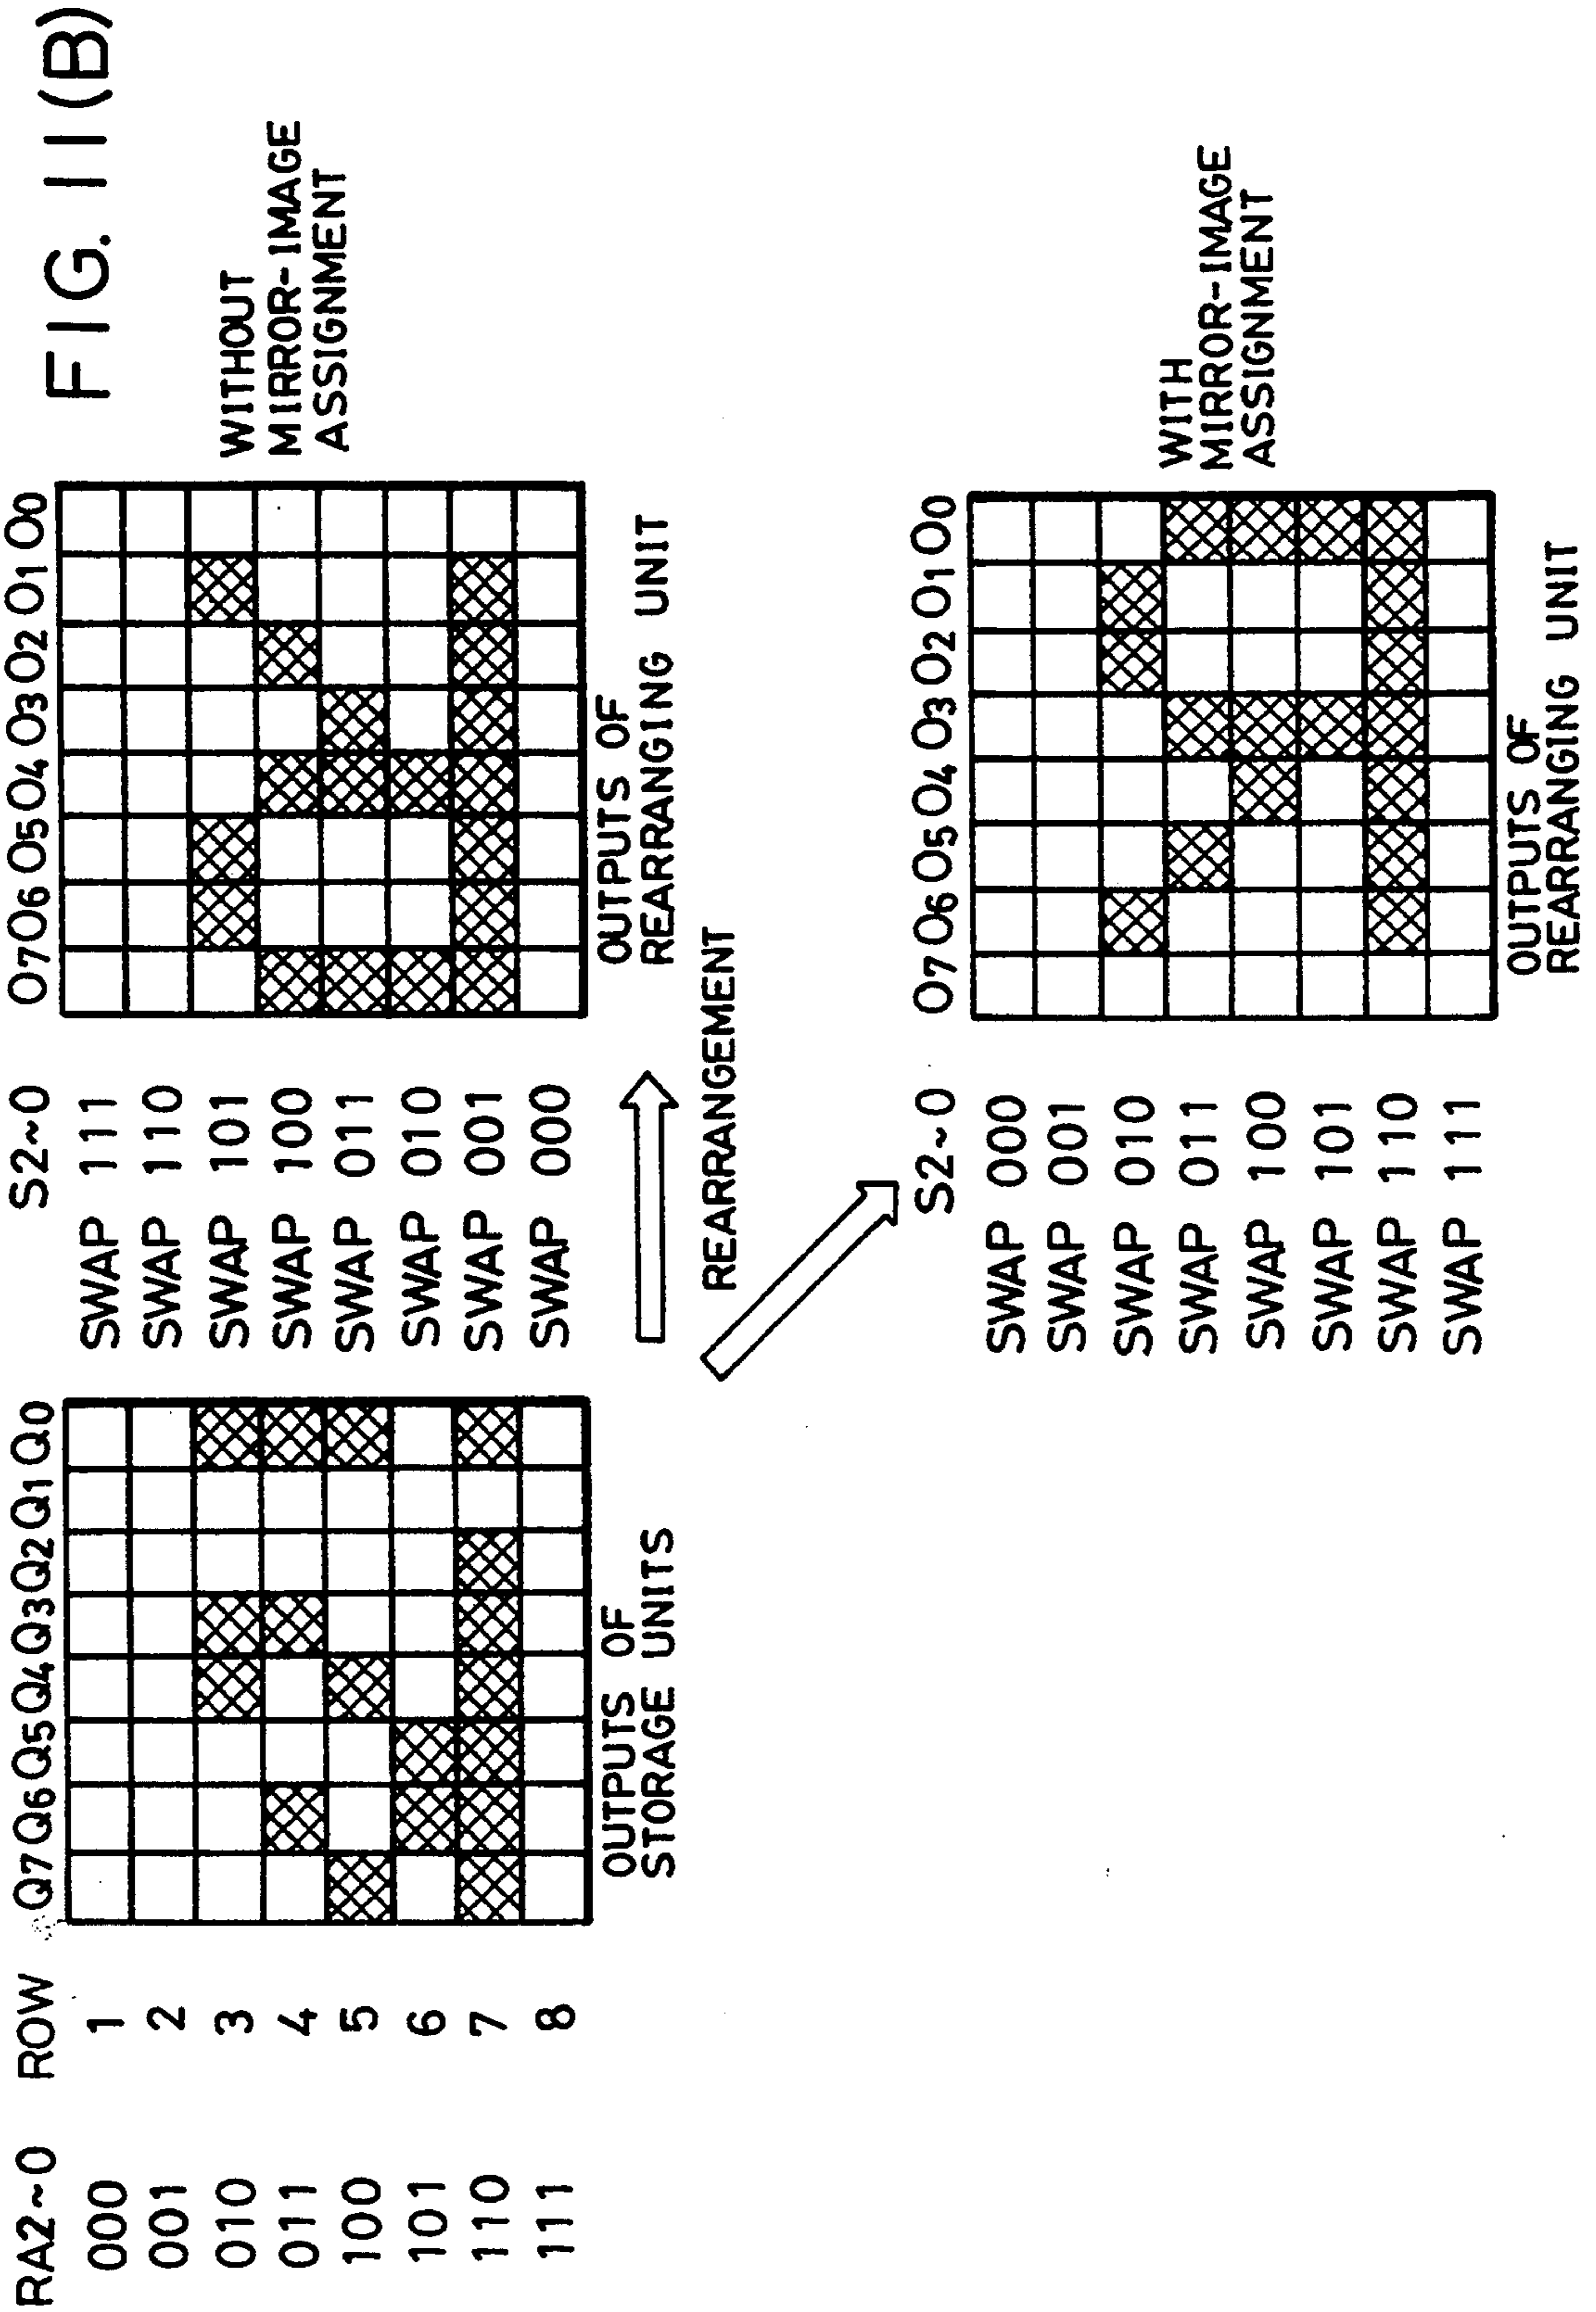 FIG. 11(B)
RA2~0 ROW Q7 Q6 Q5 Q4 Q3 Q2 Q1 Q0 S2~0 O7 O6 O5 O4 O3 O2 O1 O0
000 1 SWAP 111
001 2 SWAP 110
010 3 SWAP 101
011 4 SWAP 100
100 5 SWAP 011
101 6 SWAP 010
110 7 SWAP 001
111 8 SWAP 000
WITHOUT
MIRROR-IMAGE
ASSIGNMENT
OUTPUTS OF
STORAGE UNITS
OUTPUTS OF
REARRANGING UNIT
REARRANGEMENT
S2~0 O7 O6 O5 O4 O3 O2 O1 O0
SWAP 000
SWAP 001
SWAP 010
SWAP 011
SWAP 100
SWAP 101
SWAP 110
SWAP 111
WITH
MIRROR-IMAGE
ASSIGNMENT
OUTPUTS OF
REARRANGING UNIT